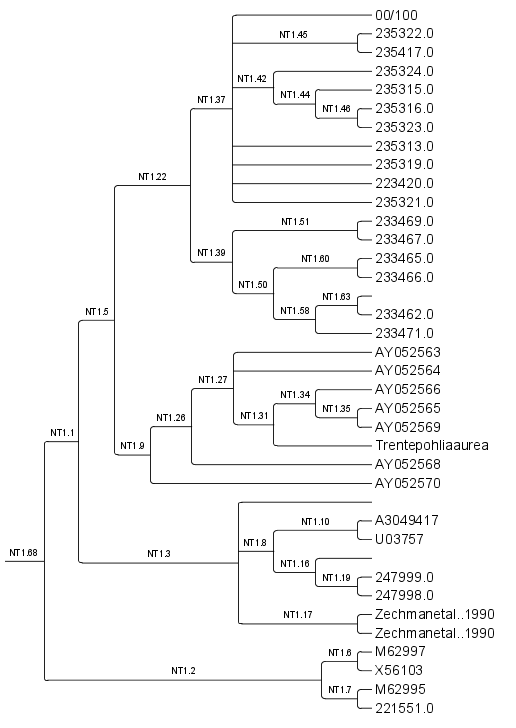 00/100
NT1.45
235322.0
235417.0
235324.0
NT1.42
235315.0
NT1.44
NT1.37
NT1.46
235316.0
235323.0
235313.0
235319.0
NT1.22
223420.0
235321.0
NT1.51
233469.0
233467.0
NT1.39
NT1.60
233465.0
233466.0
NT1.50
NT1.63
NT1.5
NT1.58
233462.0
233471.0
AY052563
AY052564
NT1.27
AY052566
NT1.34
NT1.35
AY052565
NT1.26
NT1.31
AY052569
NT1.1
Trentepohliaaurea
NT1.9
AY052568
AY052570
NT1.10
A3049417
NT1.8
U03757
NT1.68
NT1.3
NT1.16
NT1.19
247999.0
247998.0
NT1.17
Zechmanetal..1990
Zechmanetal..1990
NT1.6
M62997
NT1.2
X56103
NT1.7
M62995
221551.0